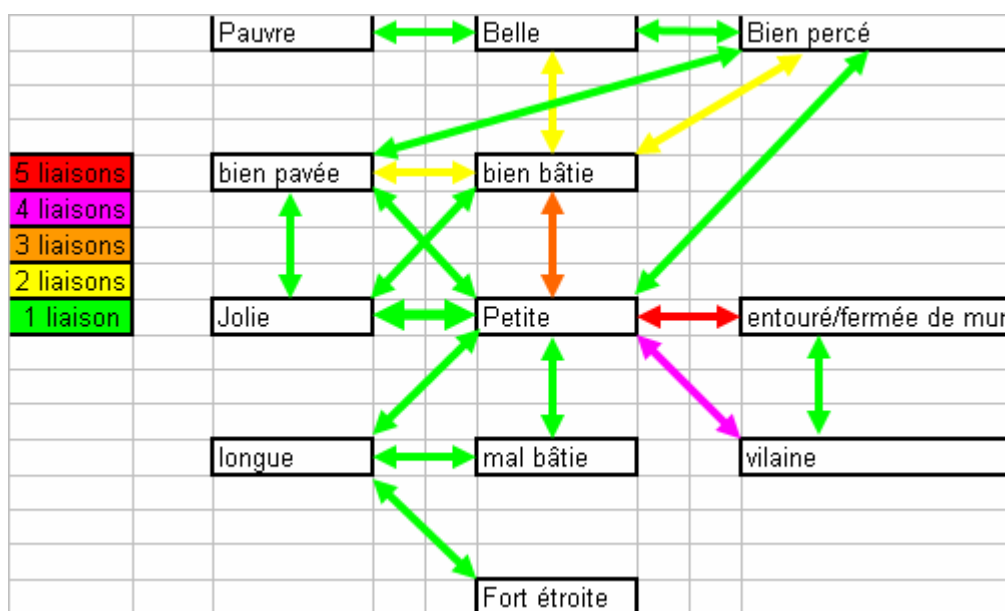 Pauvre Belle Bien percé
5 liaisons bien pavée bien bâtie
4 liaisons
3 liaisons
2 liaisons
1 liaison Jolie Petite entouré/fermée de mur
longue mal bâtie vilaine
Fort étroite